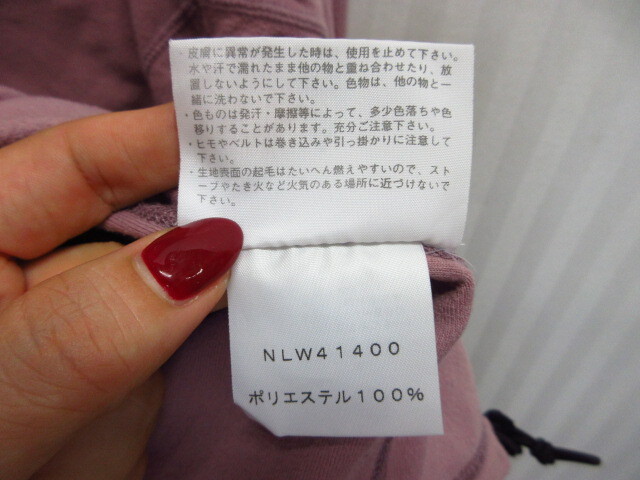 ・皮膚に異常が発生した時は、使用を止めて下さい。
水や汗で濡れたまま他の物と重ね合わせたり、放
置しないようにして下さい。色物は、他の物と一
緒に洗わないで下さい。
・色ものは発汗・摩擦等によって、多少色落ちや色
移りすることがあります。充分ご注意下さい。
・ヒモやベルトは巻き込みや引っ掛かりに注意して
下さい。
・生地表面の起毛はたいへん燃えやすいので、スト
ーブやたき火など火気のある場所に近づけないで
下さい。
NLW41400
ポリエステル100%